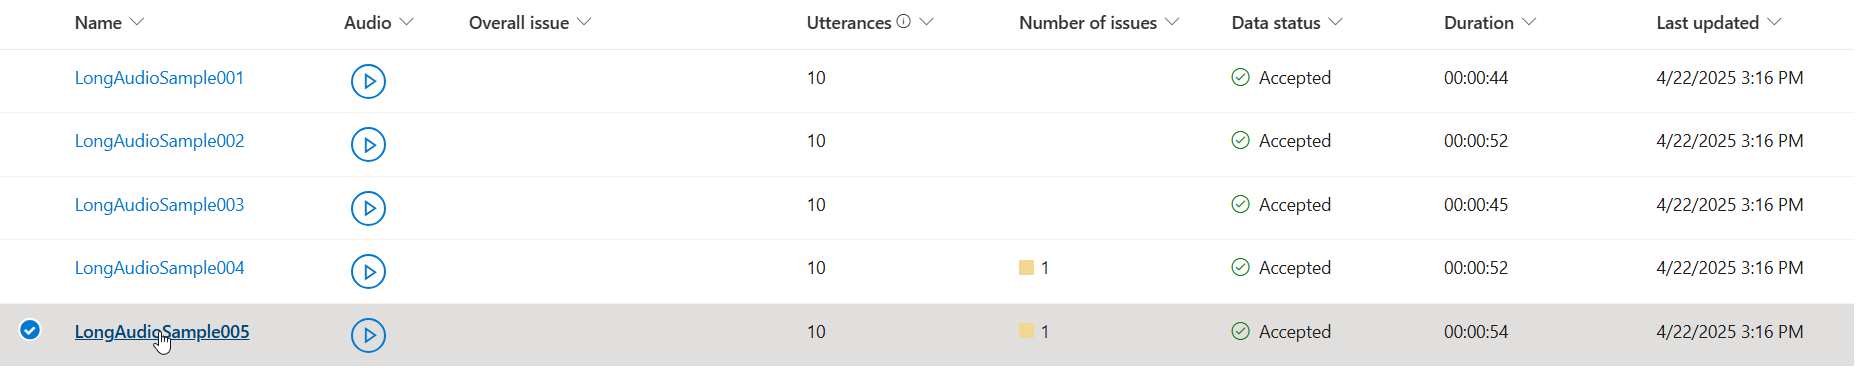 Name Audio Overall issue Utterances Number of issues Data status Duration Last updated
LongAudioSample001 10 Accepted 00:00:44 4/22/2025 3:16 PM
LongAudioSample002 10 Accepted 00:00:52 4/22/2025 3:16 PM
LongAudioSample003 10 Accepted 00:00:45 4/22/2025 3:16 PM
LongAudioSample004 10 1 Accepted 00:00:52 4/22/2025 3:16 PM
LongAudioSample005 10 1 Accepted 00:00:54 4/22/2025 3:16 PM